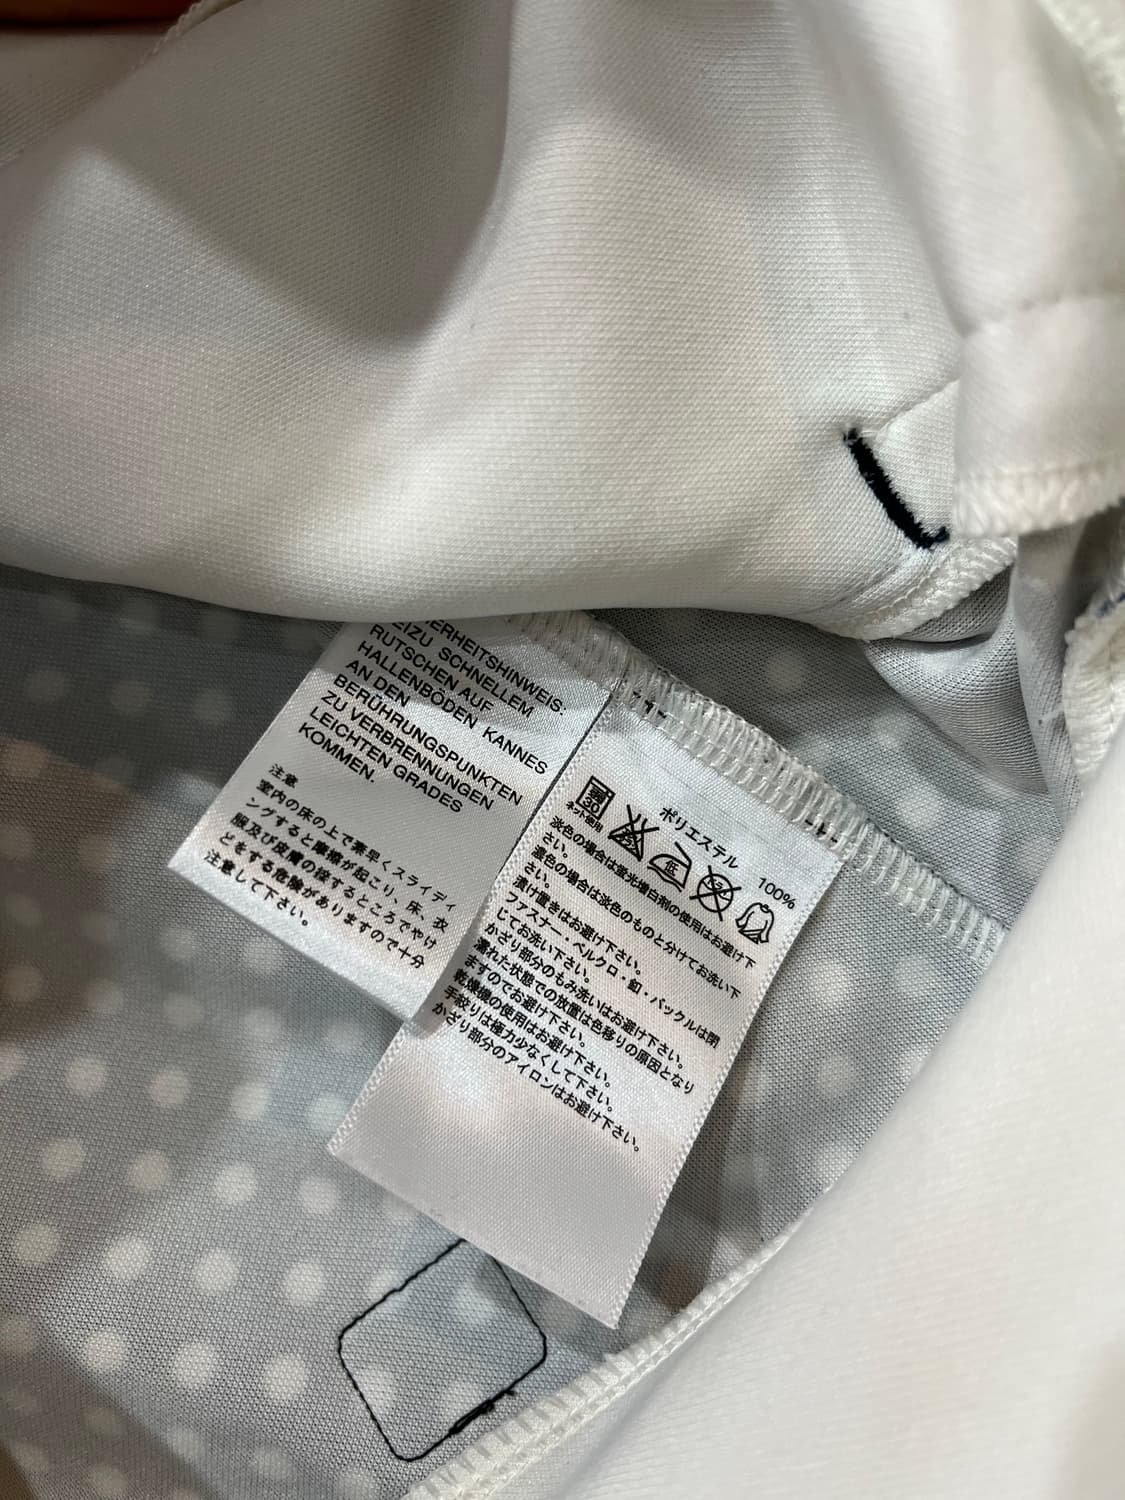 ERHEITSHINWEIS:
EIZU SCHNELLEM
RUTSCHEN AUF
HALLENBÖDEN KANNES
AN DEN
BERÜHRUNGSPUNKTEN
ZU VERBRENNUNGEN
LEICHTEN GRADES
KOMMEN.
注意
室内の床の上で素早くスライディ
ングすると摩擦が起こり、床、衣
服及び皮膚の接するところでやけ
どをする危険がありますので十分
注意して下さい。
ポリエステル 100%
30
ネット使用
低
淡色の場合は蛍光増白剤の使用はお避け下
さい。
濃色の場合は淡色のものと分けてお洗い下
さい。
漬け置きはお避け下さい。
ファスナー・ベルクロ・釦・バックルは閉
じてお洗い下さい。
かざり部分のもみ洗いはお避け下さい。
濡れた状態での放置は色移りの原因となり
ますのでお避け下さい。
乾燥機の使用はお避け下さい。
手絞りは極力少なくして下さい。
かざり部分のアイロンはお避け下さい。